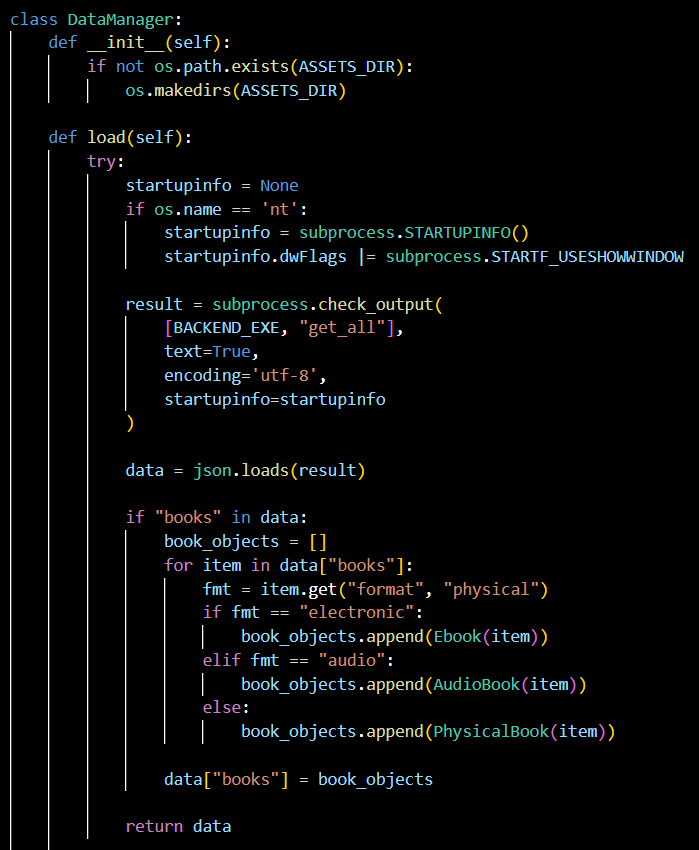 class DataManager:
    def __init__(self):
        if not os.path.exists(ASSETS_DIR):
            os.makedirs(ASSETS_DIR)

    def load(self):
        try:
            startupinfo = None
            if os.name == 'nt':
                startupinfo = subprocess.STARTUPINFO()
                startupinfo.dwFlags |= subprocess.STARTF_USESHOWWINDOW

            result = subprocess.check_output(
                [BACKEND_EXE, "get_all"],
                text=True,
                encoding='utf-8',
                startupinfo=startupinfo
            )

            data = json.loads(result)

            if "books" in data:
                book_objects = []
                for item in data["books"]:
                    fmt = item.get("format", "physical")
                    if fmt == "electronic":
                        book_objects.append(Ebook(item))
                    elif fmt == "audio":
                        book_objects.append(AudioBook(item))
                    else:
                        book_objects.append(PhysicalBook(item))

                data["books"] = book_objects

            return data